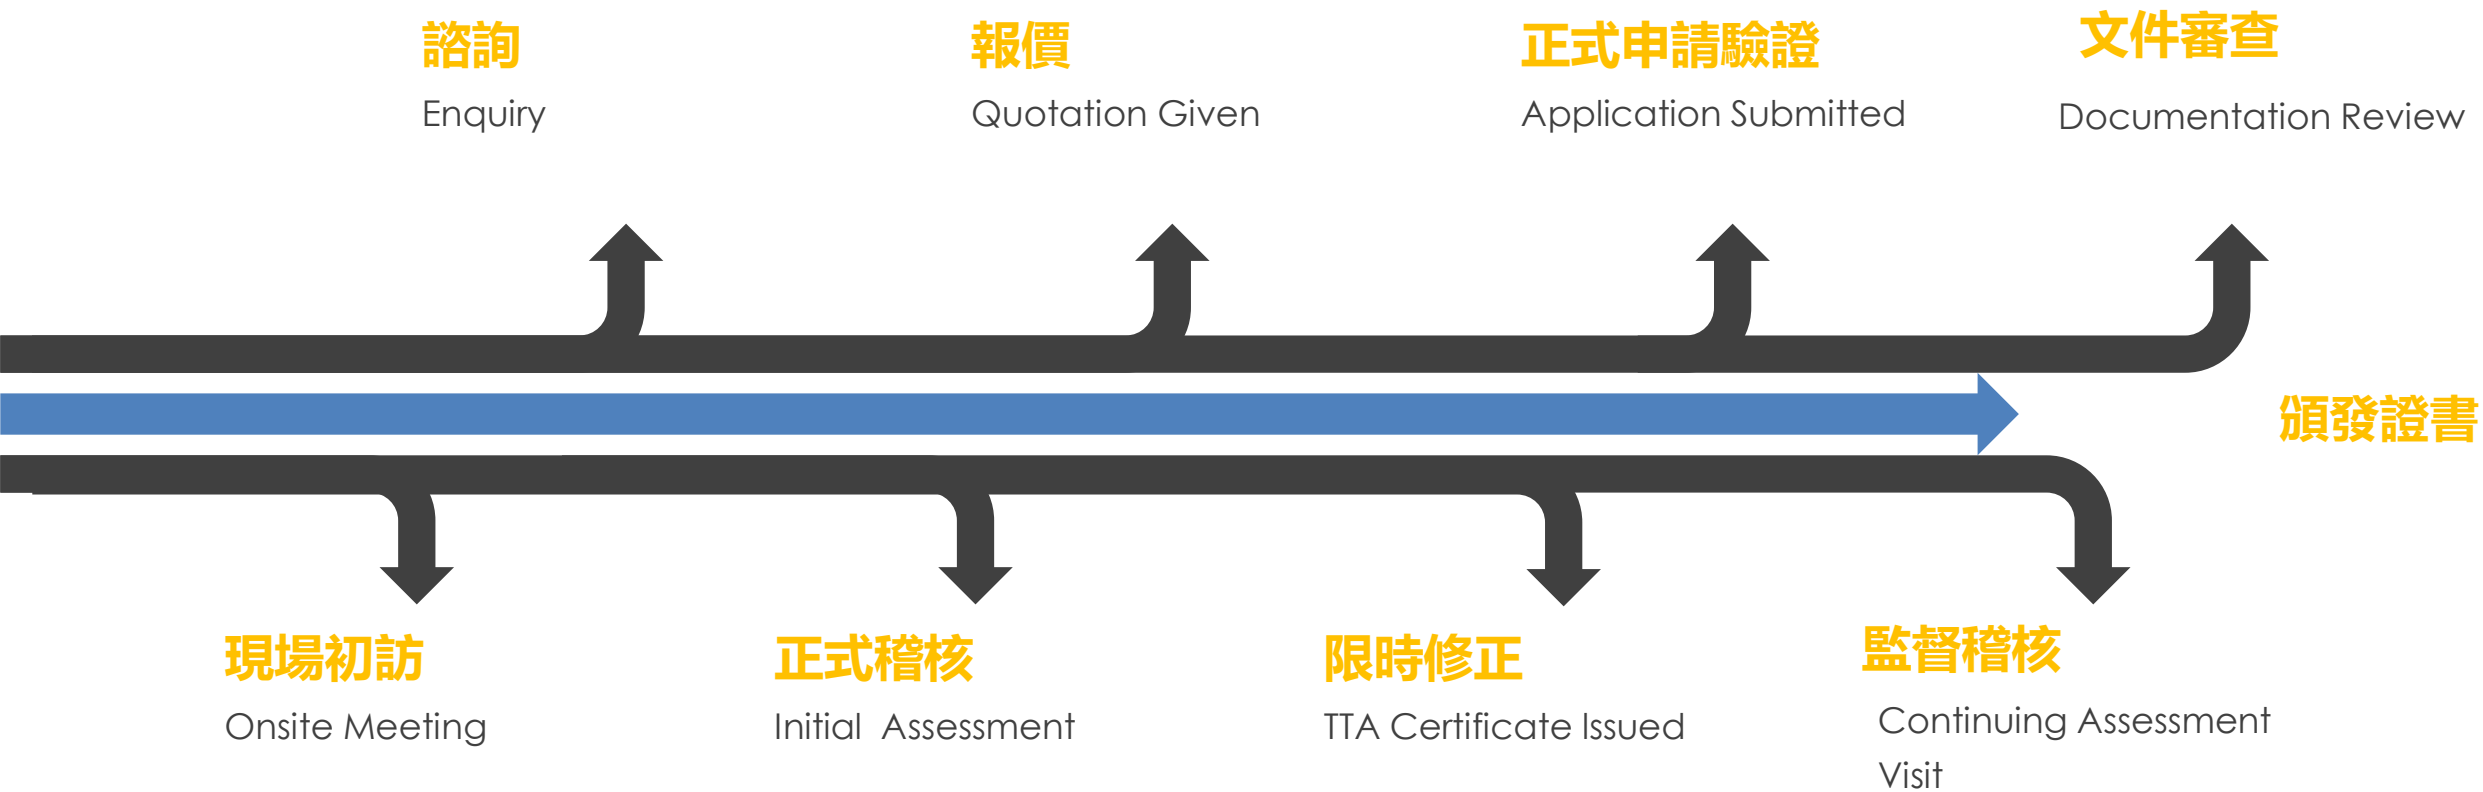 諮詢
Enquiry
報價
Quotation Given
正式申請驗證
Application Submitted
文件審查
Documentation Review
頒發證書
現場初訪
Onsite Meeting
正式稽核
Initial Assessment
限時修正
TTA Certificate Issued
監督稽核
Continuing Assessment
Visit